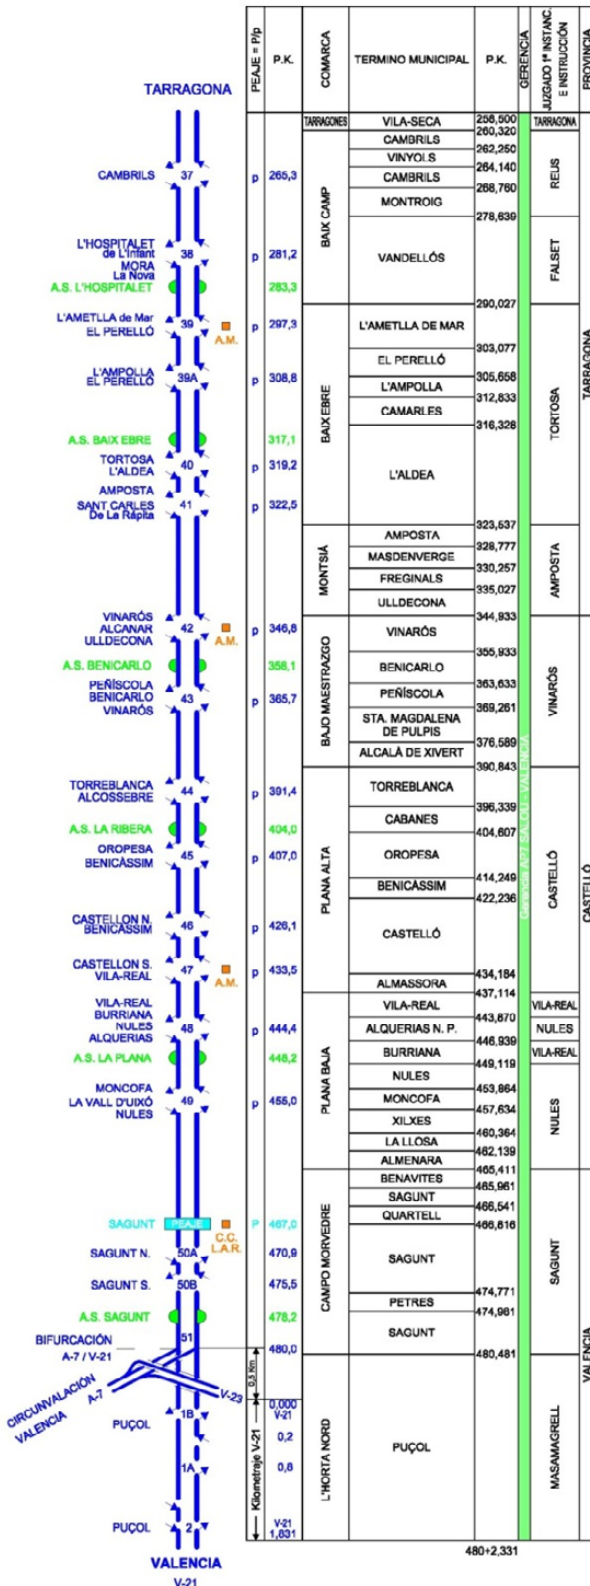 PEAJE = P/p
P.K.
COMARCA
TERMINO MUNICIPAL
P.K.
GERENCIA
JUZGADO 1ª INSTANC.
E INSTRUCCIÓN
PROVINCIA
TARRAGONA
CAMBRILS
37
p
265,3
L'HOSPITALET
de L'Infant
MORA
La Nova
38
p
281,2
A.S. L'HOSPITALET
283,3
L'AMETLLA de Mar
EL PERELLÓ
39
A.M.
p
297,3
L'AMPOLLA
EL PERELLÓ
39A
p
308,8
A.S. BAIX EBRE
317,1
TORTOSA
L'ALDEA
40
p
319,2
AMPOSTA
SANT CARLES
De La Ràpita
41
p
322,5
VINARÓS
ALCANAR
ULLDECONA
42
A.M.
p
346,8
A.S. BENICARLO
358,1
PEÑÍSCOLA
BENICARLO
VINARÓS
43
p
365,7
TORREBLANCA
ALCOSSEBRE
44
p
391,4
A.S. LA RIBERA
404,0
OROPESA
BENICÀSSIM
45
p
407,0
CASTELLON N.
BENICASSIM
46
p
426,1
CASTELLON S.
VILA-REAL
47
A.M.
p
433,5
VILA-REAL
BURRIANA
NULES
ALQUERIAS
48
p
444,4
A.S. LA PLANA
448,2
MONCOFA
LA VALL D'UIXÓ
NULES
49
p
455,0
SAGUNT
PEAJE
C.C.
L.A.R.
P
467,0
SAGUNT N.
50A
470,9
SAGUNT S.
50B
475,5
A.S. SAGUNT
478,2
51
BIFURCACIÓN
A-7 / V-21
480,0
0,5 Km
CIRCUNVALACIÓN
VALENCIA
A-7
V-23
0,000
V-21
PUÇOL
1B
0,2
1A
0,8
Kilometraje V-21
PUÇOL
2
V-21
1,831
VALENCIA
V-21
TARRAGONES
VILA-SECA
258,500
TARRAGONA
260,320
BAIX CAMP
CAMBRILS
262,250
VINYOLS
264,140
CAMBRILS
268,760
MONTROIG
278,639
REUS
VANDELLÓS
FALSET
290,027
BAIX EBRE
L'AMETLLA DE MAR
303,077
EL PERELLÓ
305,658
L'AMPOLLA
312,833
CAMARLES
316,328
L'ALDEA
TORTOSA
TARRAGONA
323,537
MONTSIÀ
AMPOSTA
328,777
MASDENVERGE
330,257
FREGINALS
335,027
ULLDECONA
AMPOSTA
344,933
BAJO MAESTRAZGO
VINARÓS
355,933
BENICARLO
363,633
PEÑÍSCOLA
369,261
STA. MAGDALENA
DE PULPIS
376,589
ALCALÀ DE XIVERT
VINARÓS
390,843
PLANA ALTA
TORREBLANCA
396,339
CABANES
404,607
OROPESA
414,249
BENICÀSSIM
422,236
CASTELLÓ
434,184
ALMASSORA
CASTELLÓ
CASTELLÓ
Gerencia AP7 SALOU - VALENCIA
437,114
PLANA BAJA
VILA-REAL
VILA-REAL
443,870
ALQUERIAS N. P.
NULES
446,939
BURRIANA
VILA-REAL
449,119
NULES
453,864
MONCOFA
457,634
XILXES
460,364
LA LLOSA
462,139
ALMENARA
NULES
465,411
CAMPO MORVEDRE
BENAVITES
465,961
SAGUNT
466,541
QUARTELL
466,816
SAGUNT
474,771
PETRES
474,961
SAGUNT
SAGUNT
480,481
L'HORTA NORD
PUÇOL
MASAMAGRELL
VALENCIA
480+2,331